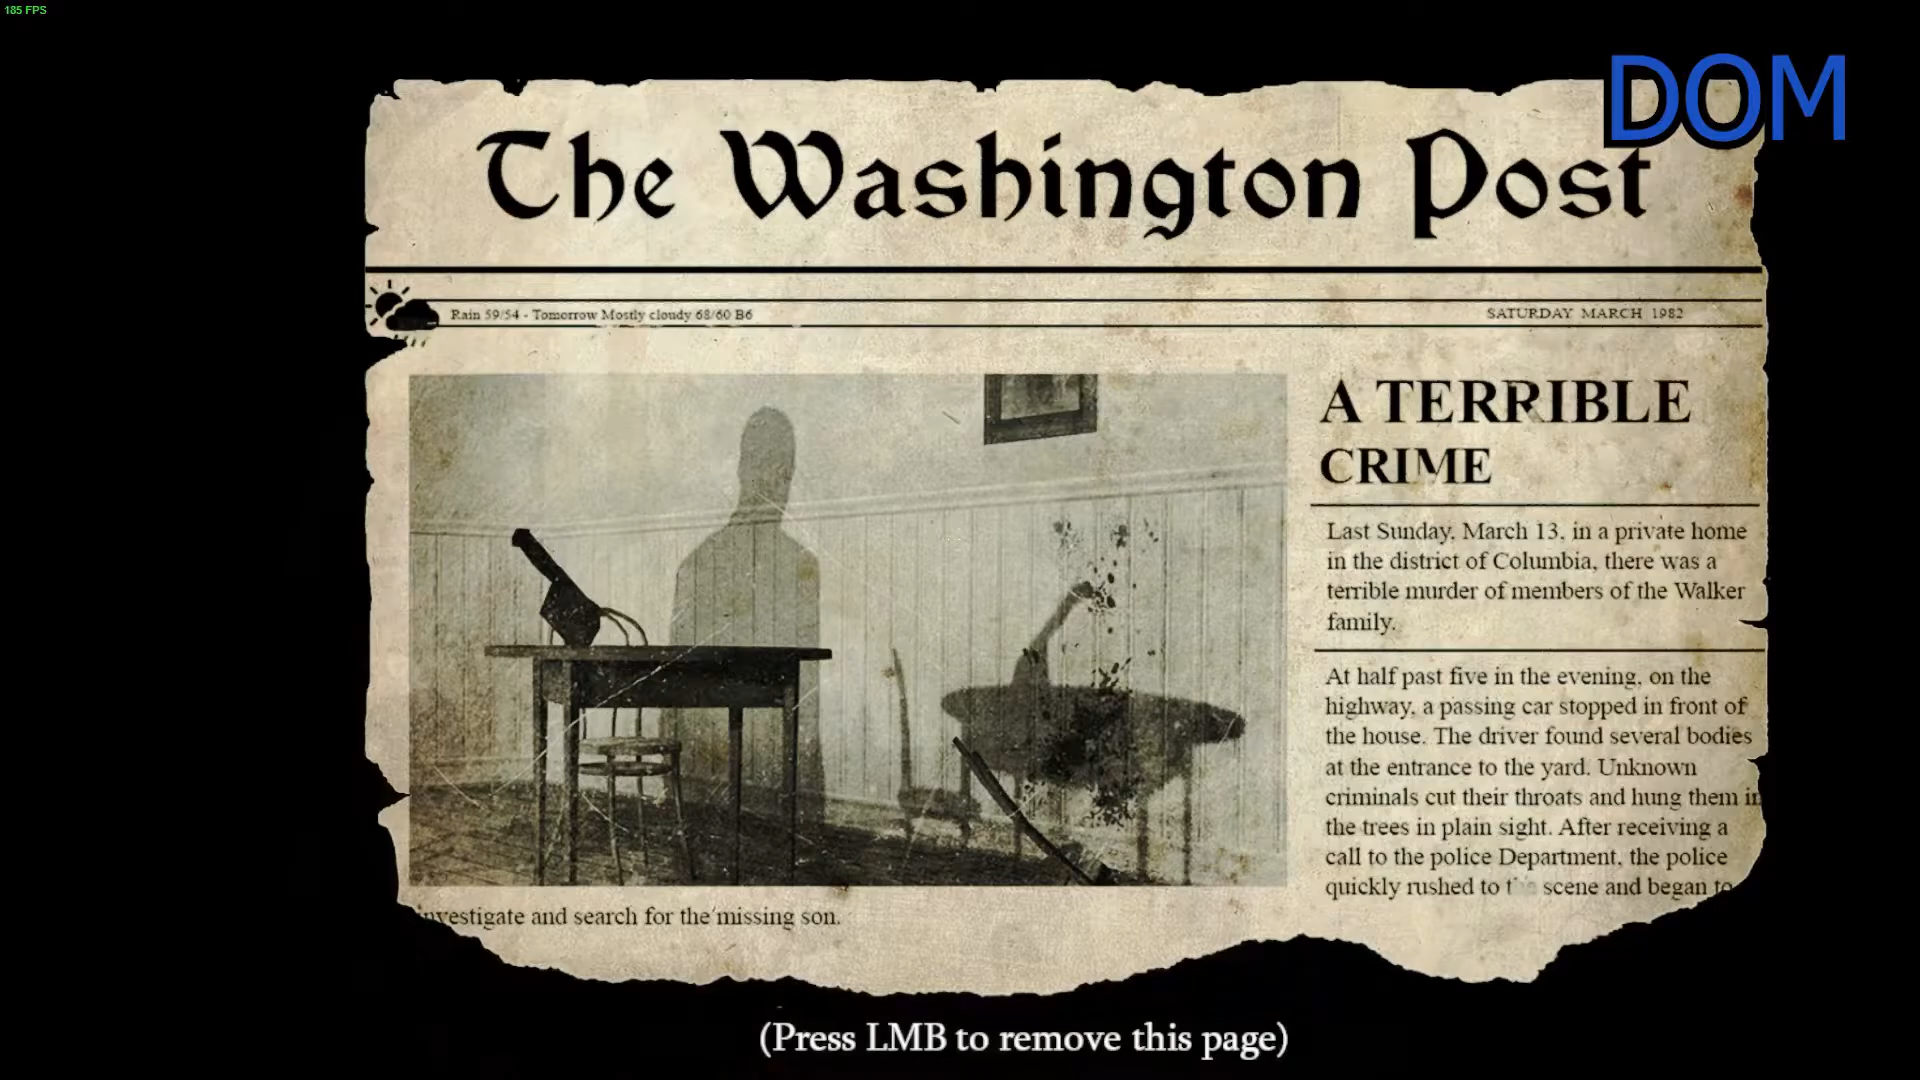 185 FPS
DOM
The Washington Post
Rain 59/54 - Tomorrow Mostly cloudy 68/60 B6
SATURDAY MARCH 1982
A TERRIBLE
CRIME
Last Sunday, March 13, in a private home
in the district of Columbia, there was a
terrible murder of members of the Walker
family.
At half past five in the evening, on the
highway, a passing car stopped in front of
the house. The driver found several bodies
at the entrance to the yard. Unknown
criminals cut their throats and hung them in
the trees in plain sight. After receiving a
call to the police Department, the police
quickly rushed to the scene and began to
investigate and search for the missing son.
(Press LMB to remove this page)